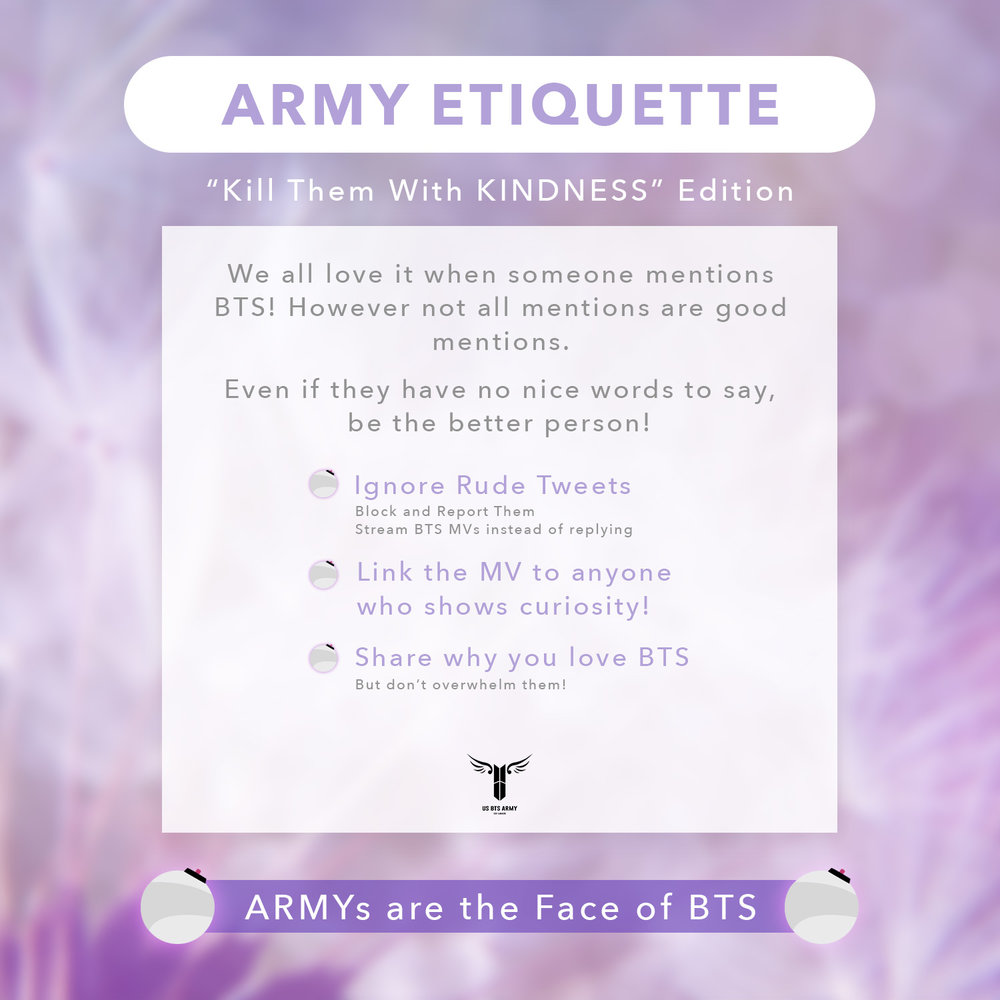 ARMY ETIQUETTE
“Kill Them With KINDNESS” Edition
We all love it when someone mentions
BTS! However not all mentions are good
mentions.
Even if they have no nice words to say,
be the better person!
Ignore Rude Tweets
Block and Report Them
Stream BTS MVs instead of replying
Link the MV to anyone
who shows curiosity!
Share why you love BTS
But don’t overwhelm them!
US BTS ARMY
ARMYs are the Face of BTS